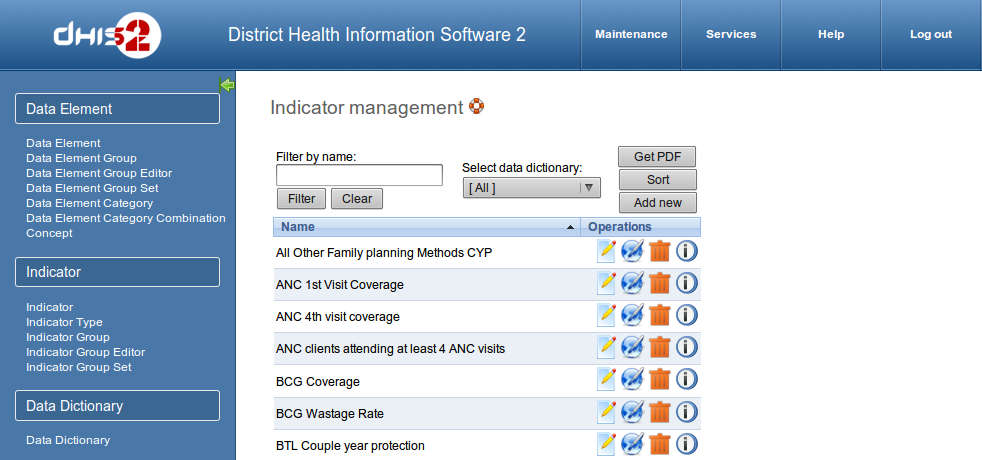 dhis2
District Health Information Software 2
Maintenance
Services
Help
Log out
Data Element
Data Element
Data Element Group
Data Element Group Editor
Data Element Group Set
Data Element Category
Data Element Category Combination
Concept
Indicator
Indicator
Indicator Type
Indicator Group
Indicator Group Editor
Indicator Group Set
Data Dictionary
Data Dictionary
Indicator management
Filter by name:
Filter
Clear
Select data dictionary:
[ All ]
Get PDF
Sort
Add new
Name
Operations
All Other Family planning Methods CYP
ANC 1st Visit Coverage
ANC 4th visit coverage
ANC clients attending at least 4 ANC visits
BCG Coverage
BCG Wastage Rate
BTL Couple year protection